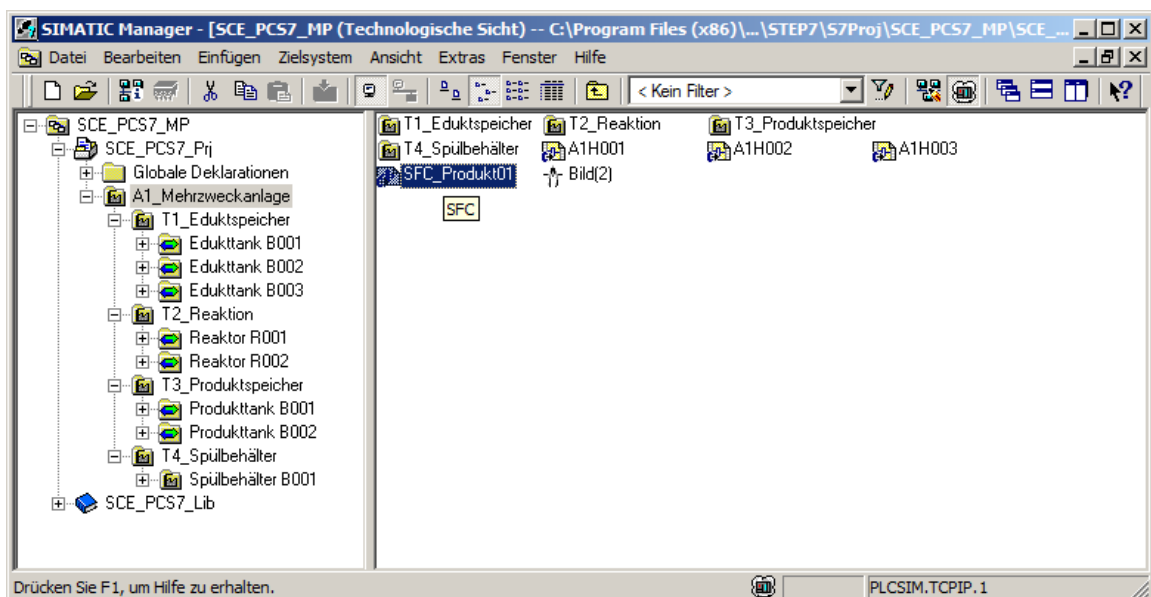 SIMATIC Manager - [SCE_PCS7_MP (Technologische Sicht) -- C:\Program Files (x86)\...\STEP7\S7Proj\SCE_PCS7_MP\SCE_...
Datei Bearbeiten Einfügen Zielsystem Ansicht Extras Fenster Hilfe
< Kein Filter >
SCE_PCS7_MP
SCE_PCS7_Prj
Globale Deklarationen
A1_Mehrzweckanlage
T1_Eduktspeicher
Edukttank B001
Edukttank B002
Edukttank B003
T2_Reaktion
Reaktor R001
Reaktor R002
T3_Produktspeicher
Produkttank B001
Produkttank B002
T4_Spülbehälter
Spülbehälter B001
SCE_PCS7_Lib
T1_Eduktspeicher T2_Reaktion T3_Produktspeicher
T4_Spülbehälter A1H001 A1H002 A1H003
SFC_Produkt01 Bild(2)
SFC
Drücken Sie F1, um Hilfe zu erhalten. PLCSIM.TCPIP.1